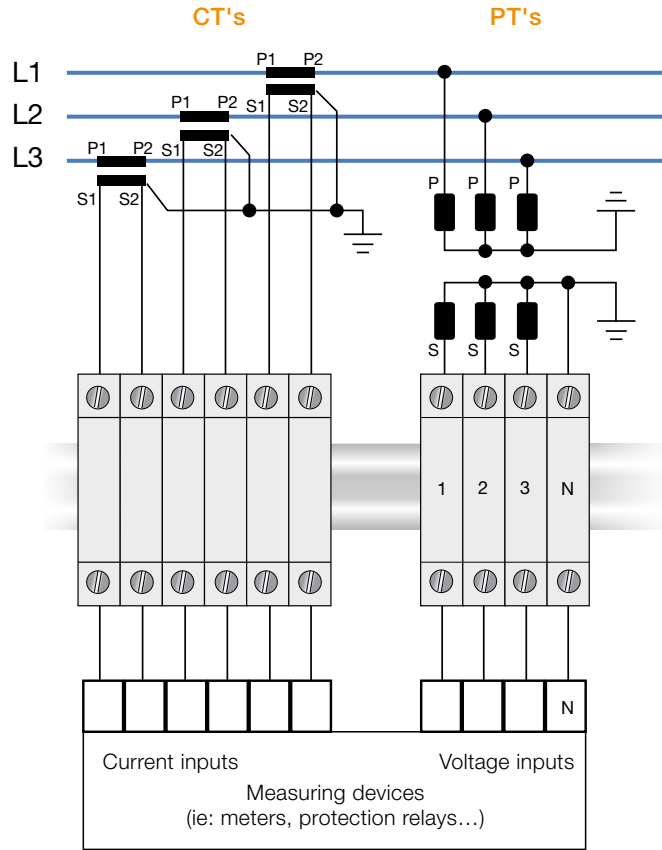 CT's PT's
P1 P2
L1
S1 S2
P1 P2
L2
S1 S2
P1 P2
L3
S1 S2
P P P
S S S
1 2 3 N
N
Current inputs Voltage inputs
Measuring devices
(ie: meters, protection relays…)